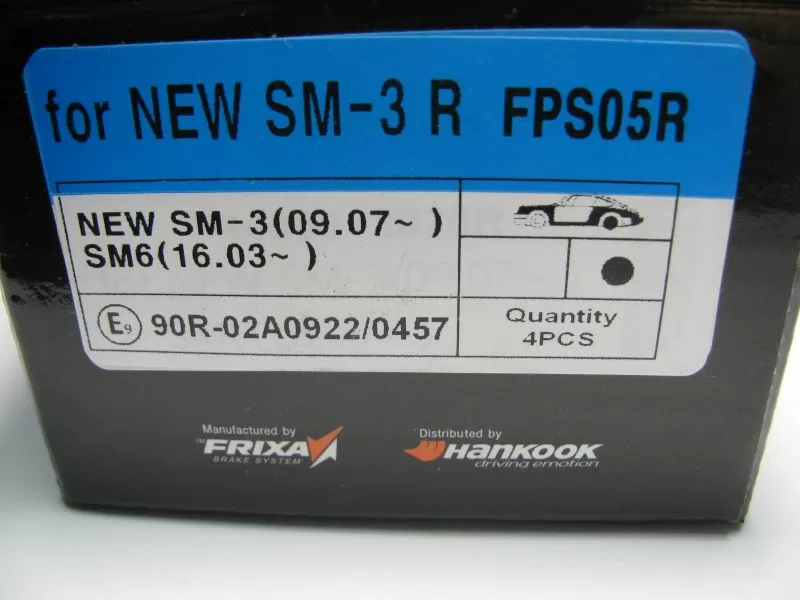 for NEW SM-3 R FPS05R
NEW SM-3(09.07~ )
SM6(16.03~ )
E9 90R-02A0922/0457
Quantity
4PCS
Manufactured by
™FRIXA
BRAKE SYSTEM
Distributed by
HANKOOK
driving emotion